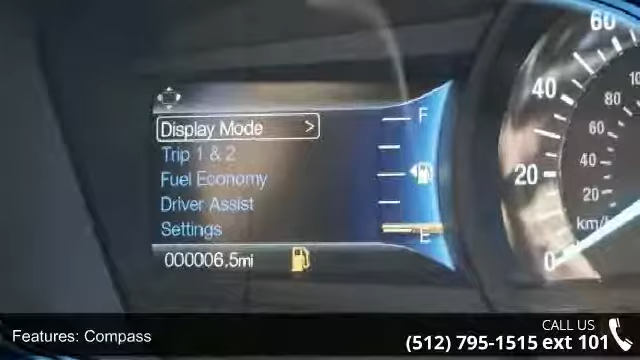 60
Display Mode >
F
40
80
Trip 1 & 2
60
Fuel Economy
20
40
Driver Assist
20
Settings
E
km/h
000006.5mi
0
Features: Compass
CALL US
(512) 795-1515 ext 101